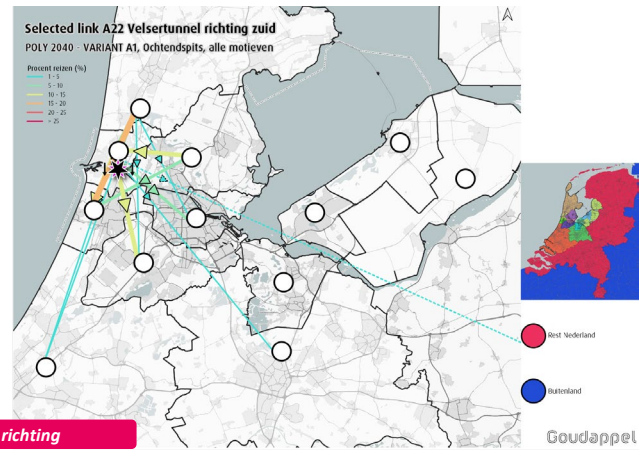 Selected link A22 Velsertunnel richting zuid
POLY 2040 - VARIANT A1, Ochtendspits, alle motieven
Procent reizen (%)
1 - 5
5 - 10
10 - 15
15 - 20
20 - 25
> 25
Rest Nederland
Buitenland
richting
Goudappel